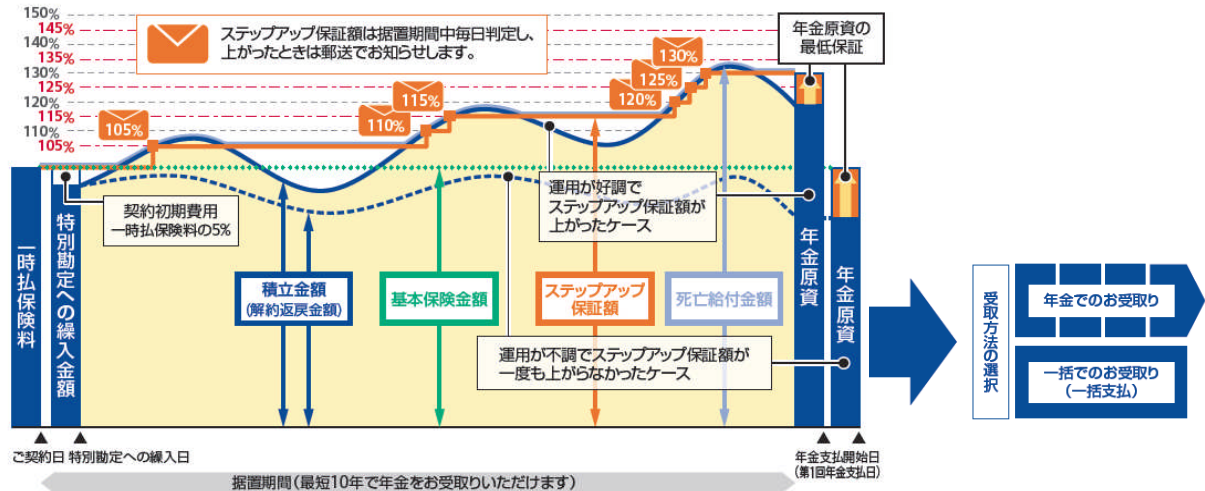 150%
145%
140%
135%
130%
125%
120%
115%
110%
105%
ステップアップ保証額は据置期間中毎日判定し、
上がったときは郵送でお知らせします。
105%
110%
115%
120%
125%
130%
年金原資の
最低保証
契約初期費用
一時払保険料の5%
運用が好調で
ステップアップ保証額が
上がったケース
一時払保険料
特別勘定への繰入金額
積立金額
(解約返戻金額)
基本保険金額
ステップアップ
保証額
死亡給付金額
運用が不調でステップアップ保証額が
一度も上がらなかったケース
年金原資
年金原資
受取方法の選択
年金でのお受取り
一括でのお受取り
(一括支払)
ご契約日
特別勘定への繰入日
年金支払開始日
(第1回年金支払日)
据置期間(最短10年で年金をお受取りいただけます)